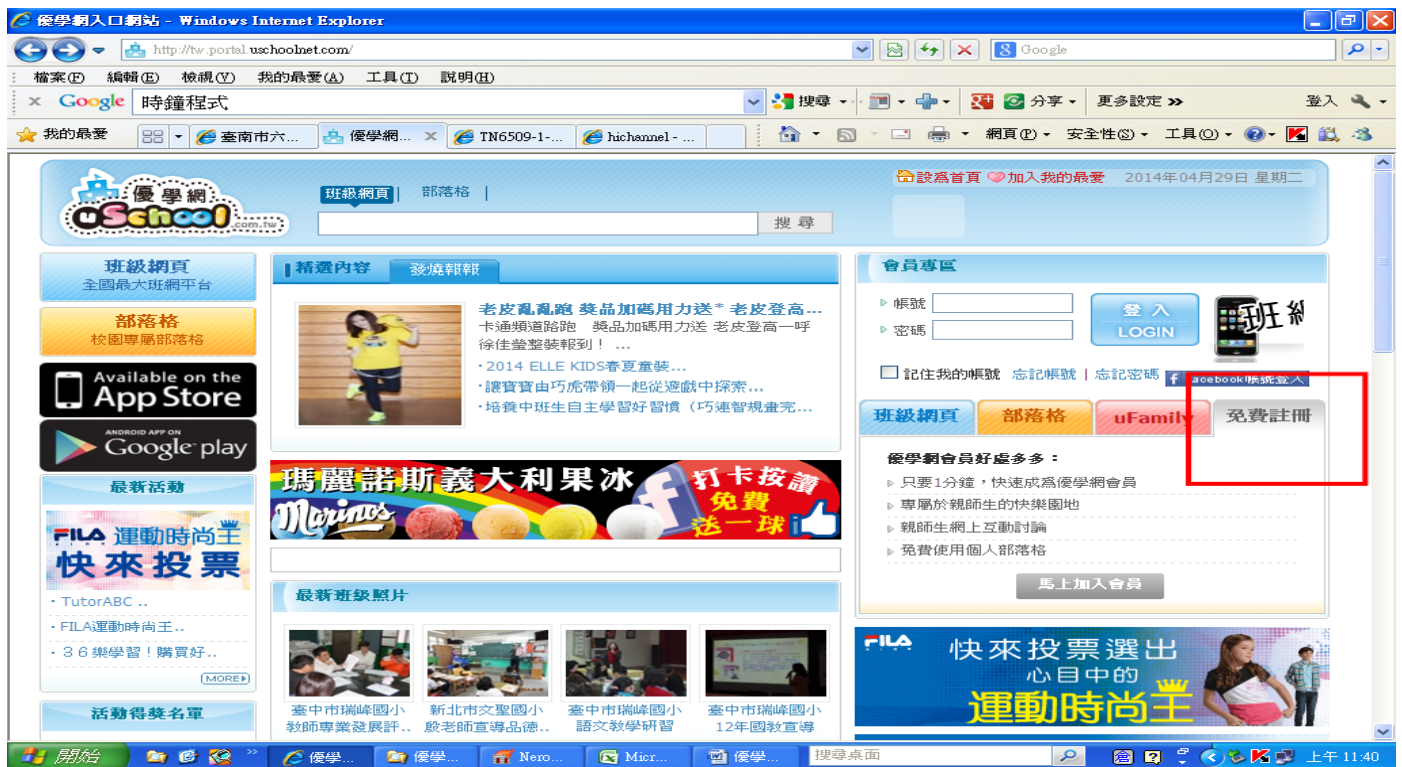 優學網入口網站 - Windows Internet Explorer
http://tw.portal.uschoolnet.com/
Google
檔案(F) 編輯(E) 檢視(V) 我的最愛(A) 工具(T) 說明(H)
x Google 時鐘程式 搜尋 分享 更多設定 » 登入
我的最愛 臺南市六... 優學網... TN6509-1-... hichannel - ... 網頁(P) 安全性(S) 工具(O)
優學網
uSchool.com.tw
班級網頁 | 部落格 |
搜 尋
設為首頁 加入我的最愛 2014年04月29日 星期二
班級網頁
全國最大班網平台
部落格
校園專屬部落格
Available on the
App Store
ANDROID APP ON
Google play
最新活動
FILA 運動時尚王
快來投票
· TutorABC ..
· FILA運動時尚王..
· 36樂學習！購買好..
MORE
活動得獎名單
精選內容 發燒報報
老皮亂亂跑 獎品加碼用力送* 老皮登高...
卡通頻道路跑 獎品加碼用力送 老皮登高一呼
徐佳瑩整裝報到！ ...
·2014 ELLE KIDS春夏童裝...
·讓寶寶由巧虎帶領一起從遊戲中探索...
·培養中班生自主學習好習慣（巧連智規畫完...
瑪麗諾斯義大利果冰
Marinos
打卡按讚
免費
送一球
最新班級照片
臺中市瑞峰國小
教師專業發展評..
新北市文聖國小
殷老師宣導品德..
臺中市瑞峰國小
語文教學研習
臺中市瑞峰國小
12年國教宣導
會員專區
帳號
密碼
登 入
LOGIN
班級
記住我的帳號 忘記帳號 | 忘記密碼 facebook帳號登入
班級網頁 部落格 uFamily 免費註冊
優學網會員好處多多：
只要1分鐘，快速成為優學網會員
專屬於親師生的快樂園地
親師生網上互動討論
免費使用個人部落格
馬上加入會員
FILA 快來投票選出
心目中的
運動時尚王
開始 優學... 優學... Nero... Micr... 優學... 搜尋桌面 上午 11:40